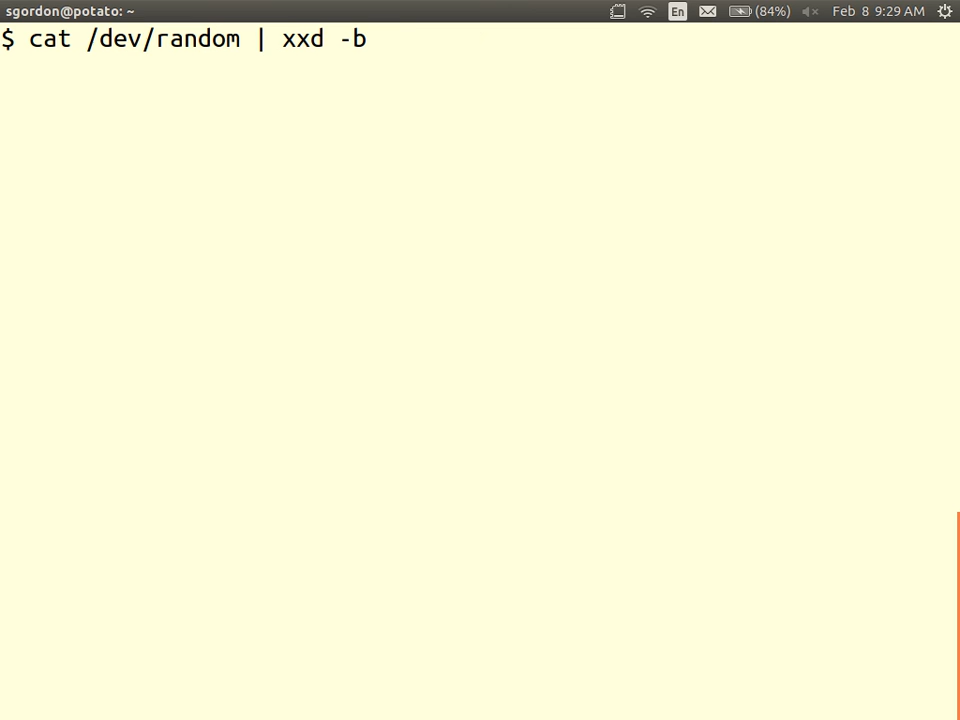 sgordon@potato: ~ En (84%) Feb 8 9:29 AM
$ cat /dev/random | xxd -b